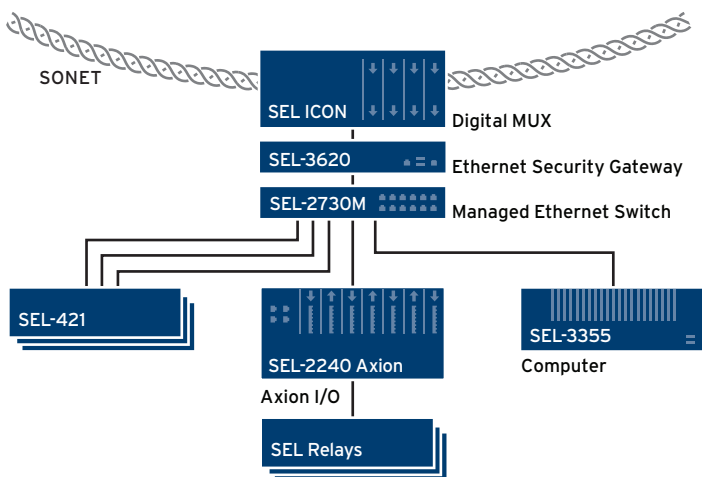 SONET
SEL ICON
Digital MUX
SEL-3620
Ethernet Security Gateway
SEL-2730M
Managed Ethernet Switch
SEL-421
SEL-2240 Axion
Axion I/O
SEL-3355
Computer
SEL Relays